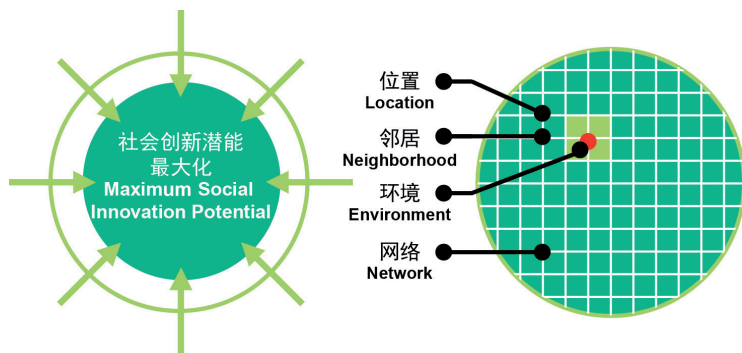 社会创新潜能
最大化
Maximum Social
Innovation Potential
位置
Location
邻居
Neighborhood
环境
Environment
网络
Network